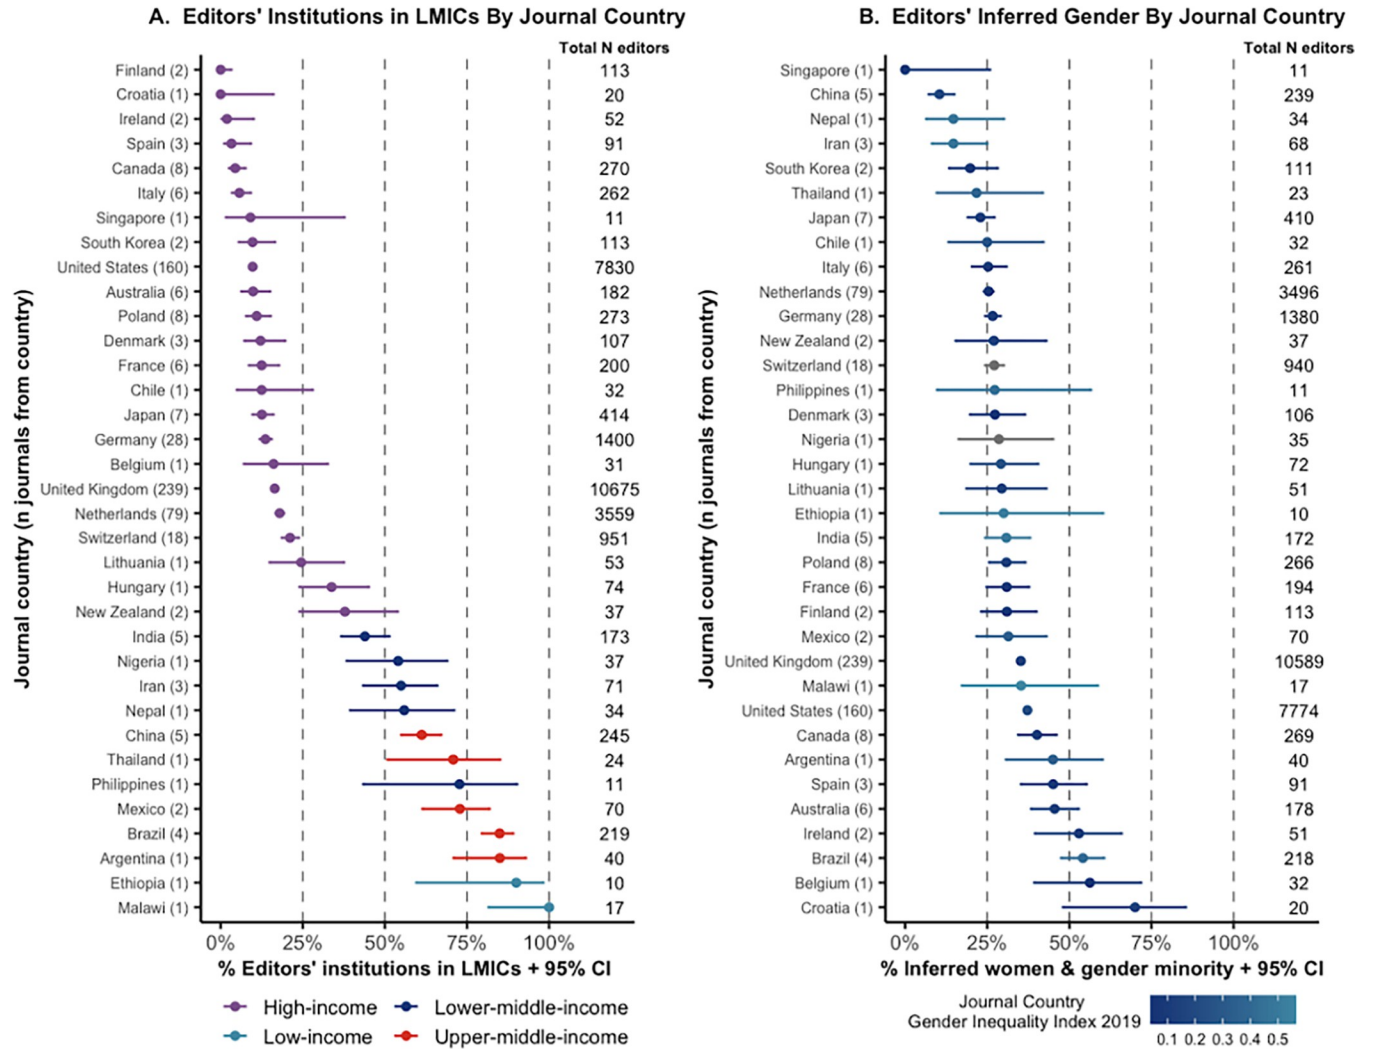 A. Editors' Institutions in LMICs By Journal Country
Total N editors
Journal country (n journals from country)
Finland (2) 113
Croatia (1) 20
Ireland (2) 52
Spain (3) 91
Canada (8) 270
Italy (6) 262
Singapore (1) 11
South Korea (2) 113
United States (160) 7830
Australia (6) 182
Poland (8) 273
Denmark (3) 107
France (6) 200
Chile (1) 32
Japan (7) 414
Germany (28) 1400
Belgium (1) 31
United Kingdom (239) 10675
Netherlands (79) 3559
Switzerland (18) 951
Lithuania (1) 53
Hungary (1) 74
New Zealand (2) 37
India (5) 173
Nigeria (1) 37
Iran (3) 71
Nepal (1) 34
China (5) 245
Thailand (1) 24
Philippines (1) 11
Mexico (2) 70
Brazil (4) 219
Argentina (1) 40
Ethiopia (1) 10
Malawi (1) 17
0% 25% 50% 75% 100%
% Editors' institutions in LMICs + 95% CI
High-income Lower-middle-income
Low-income Upper-middle-income
B. Editors' Inferred Gender By Journal Country
Total N editors
Journal country (n journals from country)
Singapore (1) 11
China (5) 239
Nepal (1) 34
Iran (3) 68
South Korea (2) 111
Thailand (1) 23
Japan (7) 410
Chile (1) 32
Italy (6) 261
Netherlands (79) 3496
Germany (28) 1380
New Zealand (2) 37
Switzerland (18) 940
Philippines (1) 11
Denmark (3) 106
Nigeria (1) 35
Hungary (1) 72
Lithuania (1) 51
Ethiopia (1) 10
India (5) 172
Poland (8) 266
France (6) 194
Finland (2) 113
Mexico (2) 70
United Kingdom (239) 10589
Malawi (1) 17
United States (160) 7774
Canada (8) 269
Argentina (1) 40
Spain (3) 91
Australia (6) 178
Ireland (2) 51
Brazil (4) 218
Belgium (1) 32
Croatia (1) 20
0% 25% 50% 75% 100%
% Inferred women & gender minority + 95% CI
Journal Country
Gender Inequality Index 2019
0.1 0.2 0.3 0.4 0.5